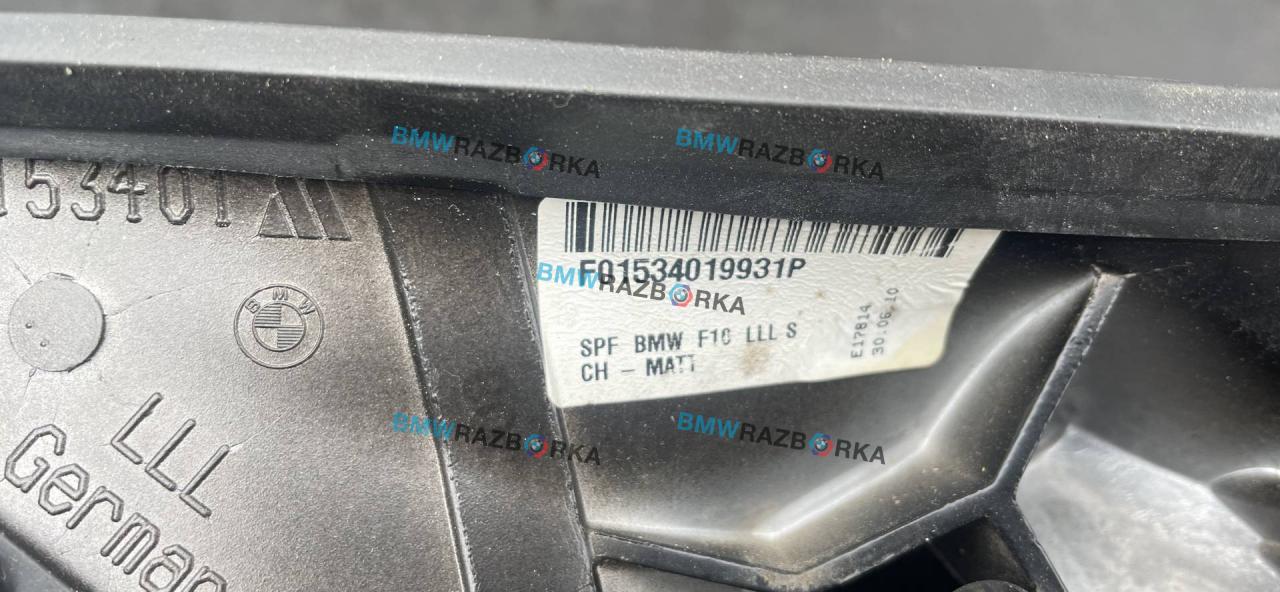 BMWRAZBORKA
BMWRAZBORKA
153401
F01534019931P
BMWRAZBORKA
SPF BMW F10 LLL S
CH - MATT
E17814
30.06.10
BMW
LLL
German
BMWRAZBORKA
BMWRAZBORKA